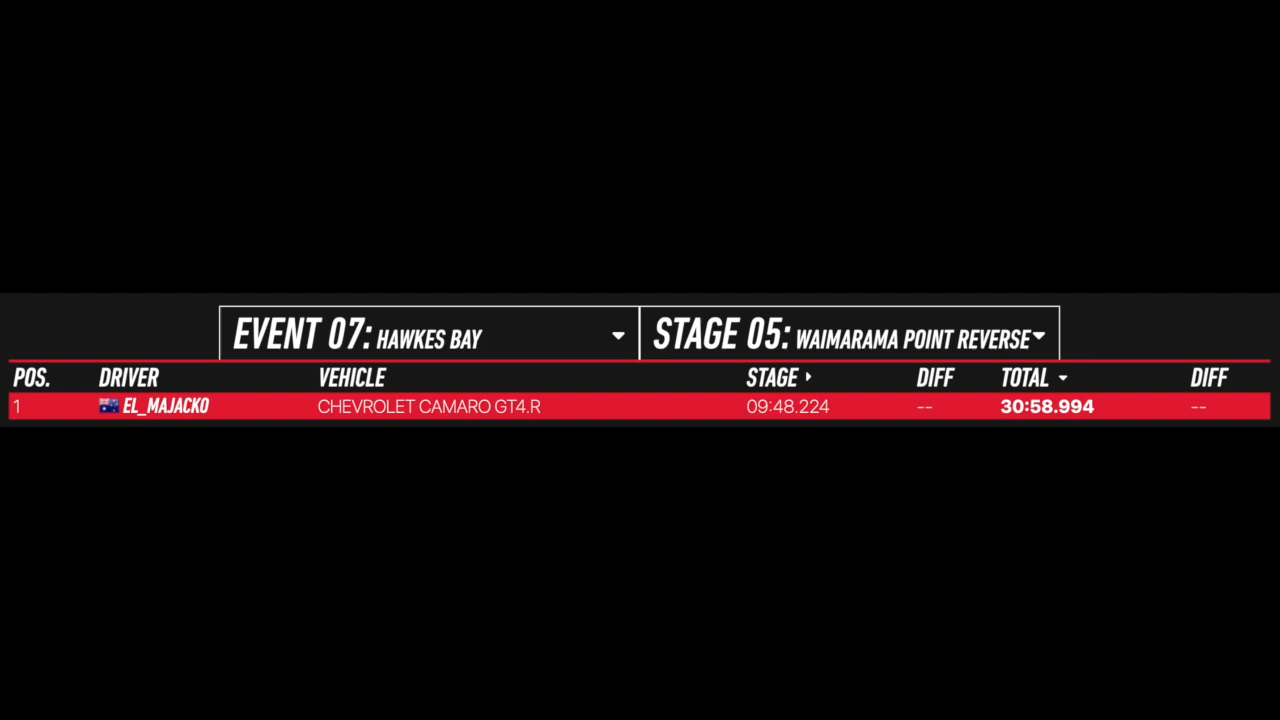 EVENT 07: HAWKES BAY STAGE 05: WAIMARAMA POINT REVERSE
POS. DRIVER VEHICLE STAGE DIFF TOTAL DIFF
1 EL_MAJACKO CHEVROLET CAMARO GT4.R 09:48.224 -- 30:58.994 --